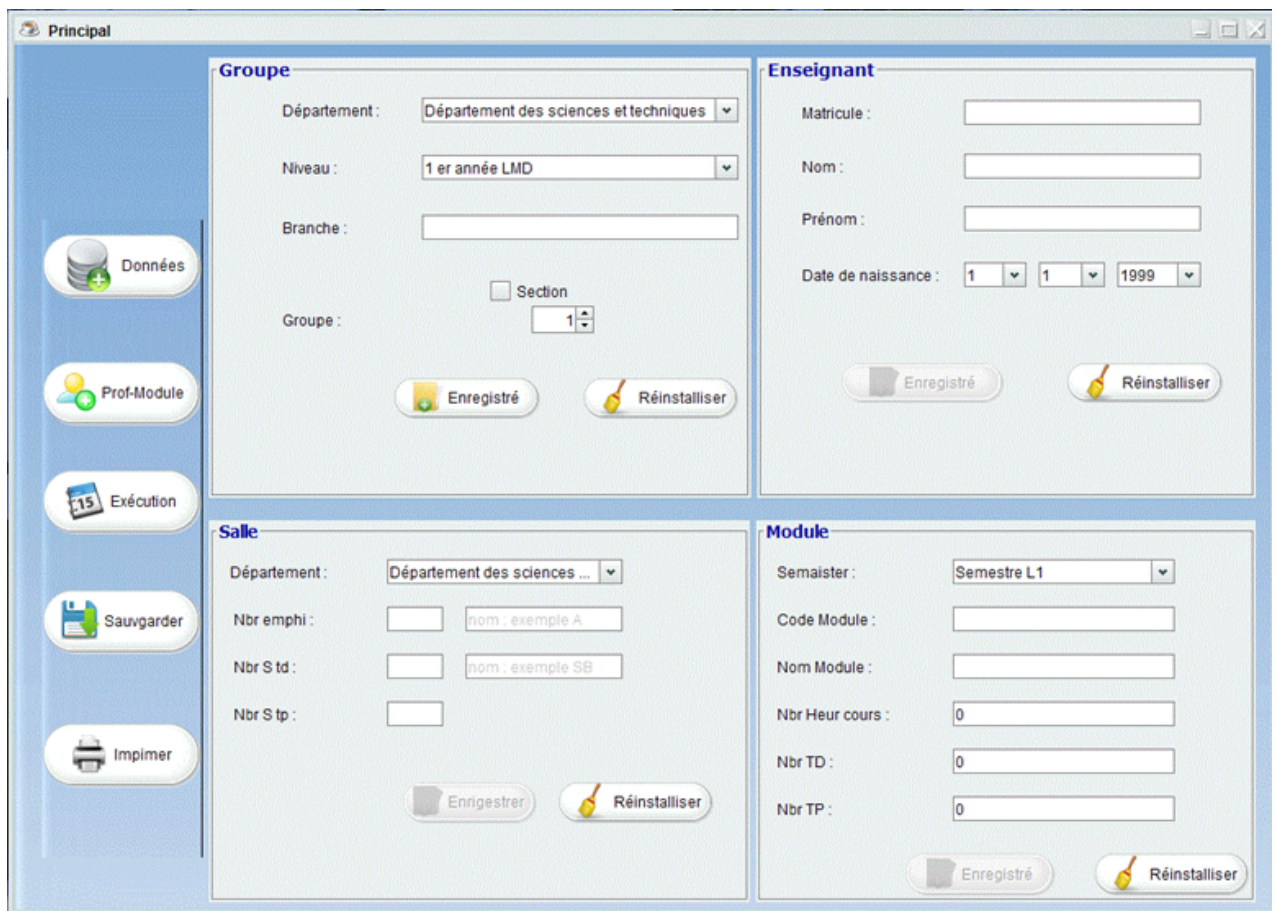 Principal
Données
Prof-Module
Exécution
Sauvgarder
Impimer
Groupe
Département :
Département des sciences et techniques
Niveau :
1 er année LMD
Branche :
Section
Groupe :
1
Enregistré
Réinstalliser
Enseignant
Matricule :
Nom :
Prénom :
Date de naissance :
1
1
1999
Enregistré
Réinstalliser
Salle
Département :
Département des sciences ...
Nbr emphi :
nom : exemple A
Nbr S td :
nom : exemple SB
Nbr S tp :
Enrigestrer
Réinstalliser
Module
Semaister :
Semestre L1
Code Module :
Nom Module :
Nbr Heur cours :
0
Nbr TD :
0
Nbr TP :
0
Enregistré
Réinstalliser
15